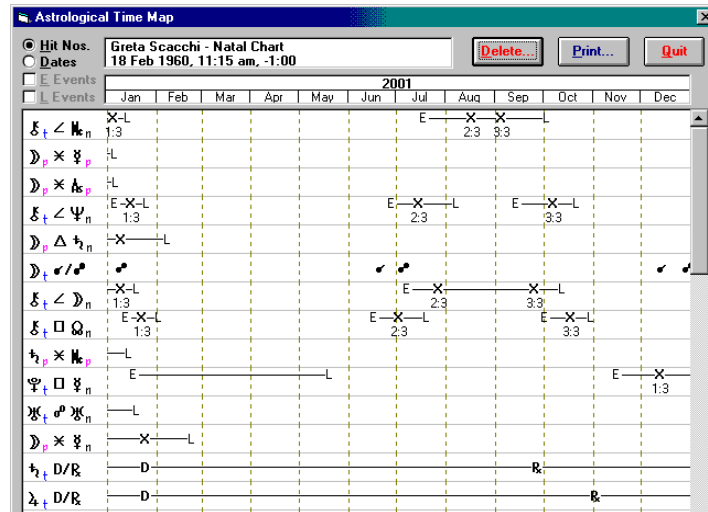 Astrological Time Map
Hit Nos.
Dates
E Events
L Events
Greta Scacchi - Natal Chart
18 Feb 1960, 11:15 am, -1:00
Delete...
Print...
Quit
2001
Jan Feb Mar Apr May Jun Jul Aug Sep Oct Nov Dec
⚷t ∠ Mc n X-L E X X L
1:3 2:3 3:3
☽p ⚹ ☿p L
☽p ⚹ As p L
⚷t ∠ ♆n E-X-L E X L E X L
1:3 2:3 3:3
☽p △ ♄n X L
☽t ☌/☍
⚷t ∠ ☽n X-L E X X L
1:3 2:3 3:3
⚷t □ ☊n E-X-L E X L E X L
1:3 2:3 3:3
♄p ⚹ Mc n L
t □ ☿n E L E X
1:3
♅t ☍ ♅n L
☽p ⚹ ☿n X L
♄t D/℞ D ℞
♃t D/℞ D ℞